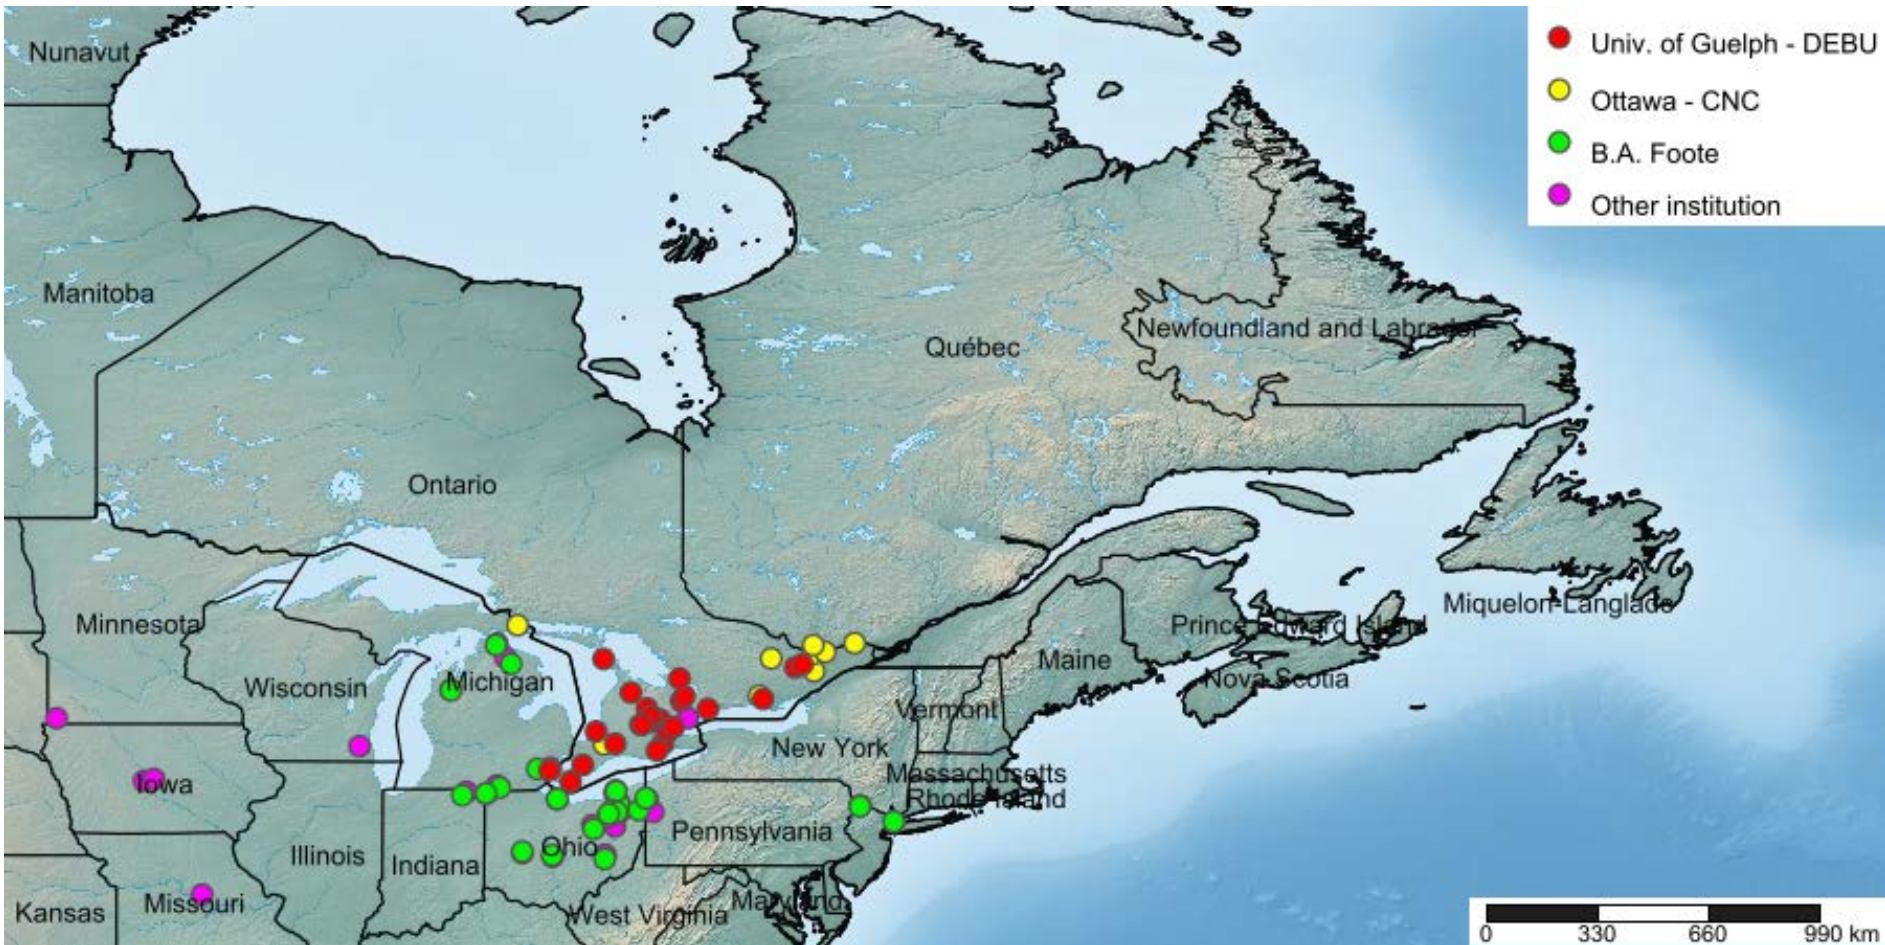 Nunavut
Univ. of Guelph - DEBU
Ottawa - CNC
B.A. Foote
Other institution
Manitoba
Newfoundland and Labrador
Québec
Ontario
Minnesota
Miquelon-Langlade
Prince Edward Island
Maine
Nova Scotia
Wisconsin
Michigan
Vermont
New York
Massachusetts
Iowa
Rhode Island
Pennsylvania
Ohio
Illinois
Indiana
Missouri
Maryland
Kansas
West Virginia
0 330 660 990 km